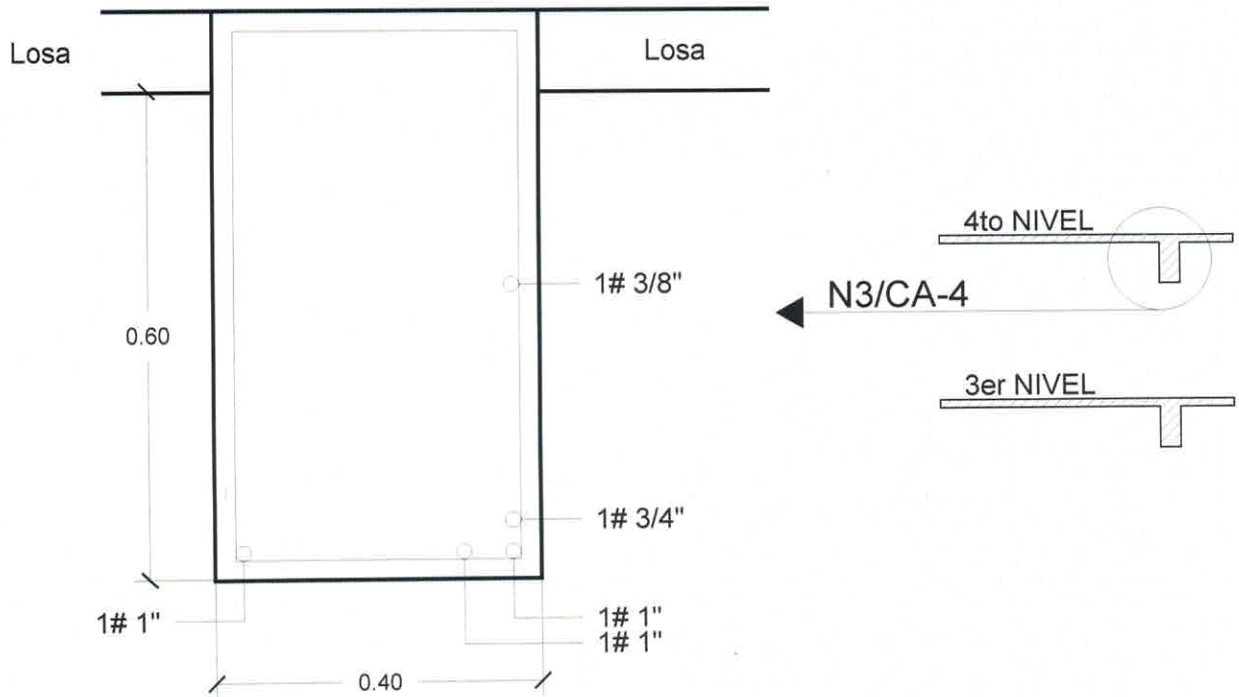 Losa
Losa
4to NIVEL
1# 3/8"
N3/CA-4
0.60
3er NIVEL
1# 3/4"
1# 1"
1# 1"
1# 1"
0.40